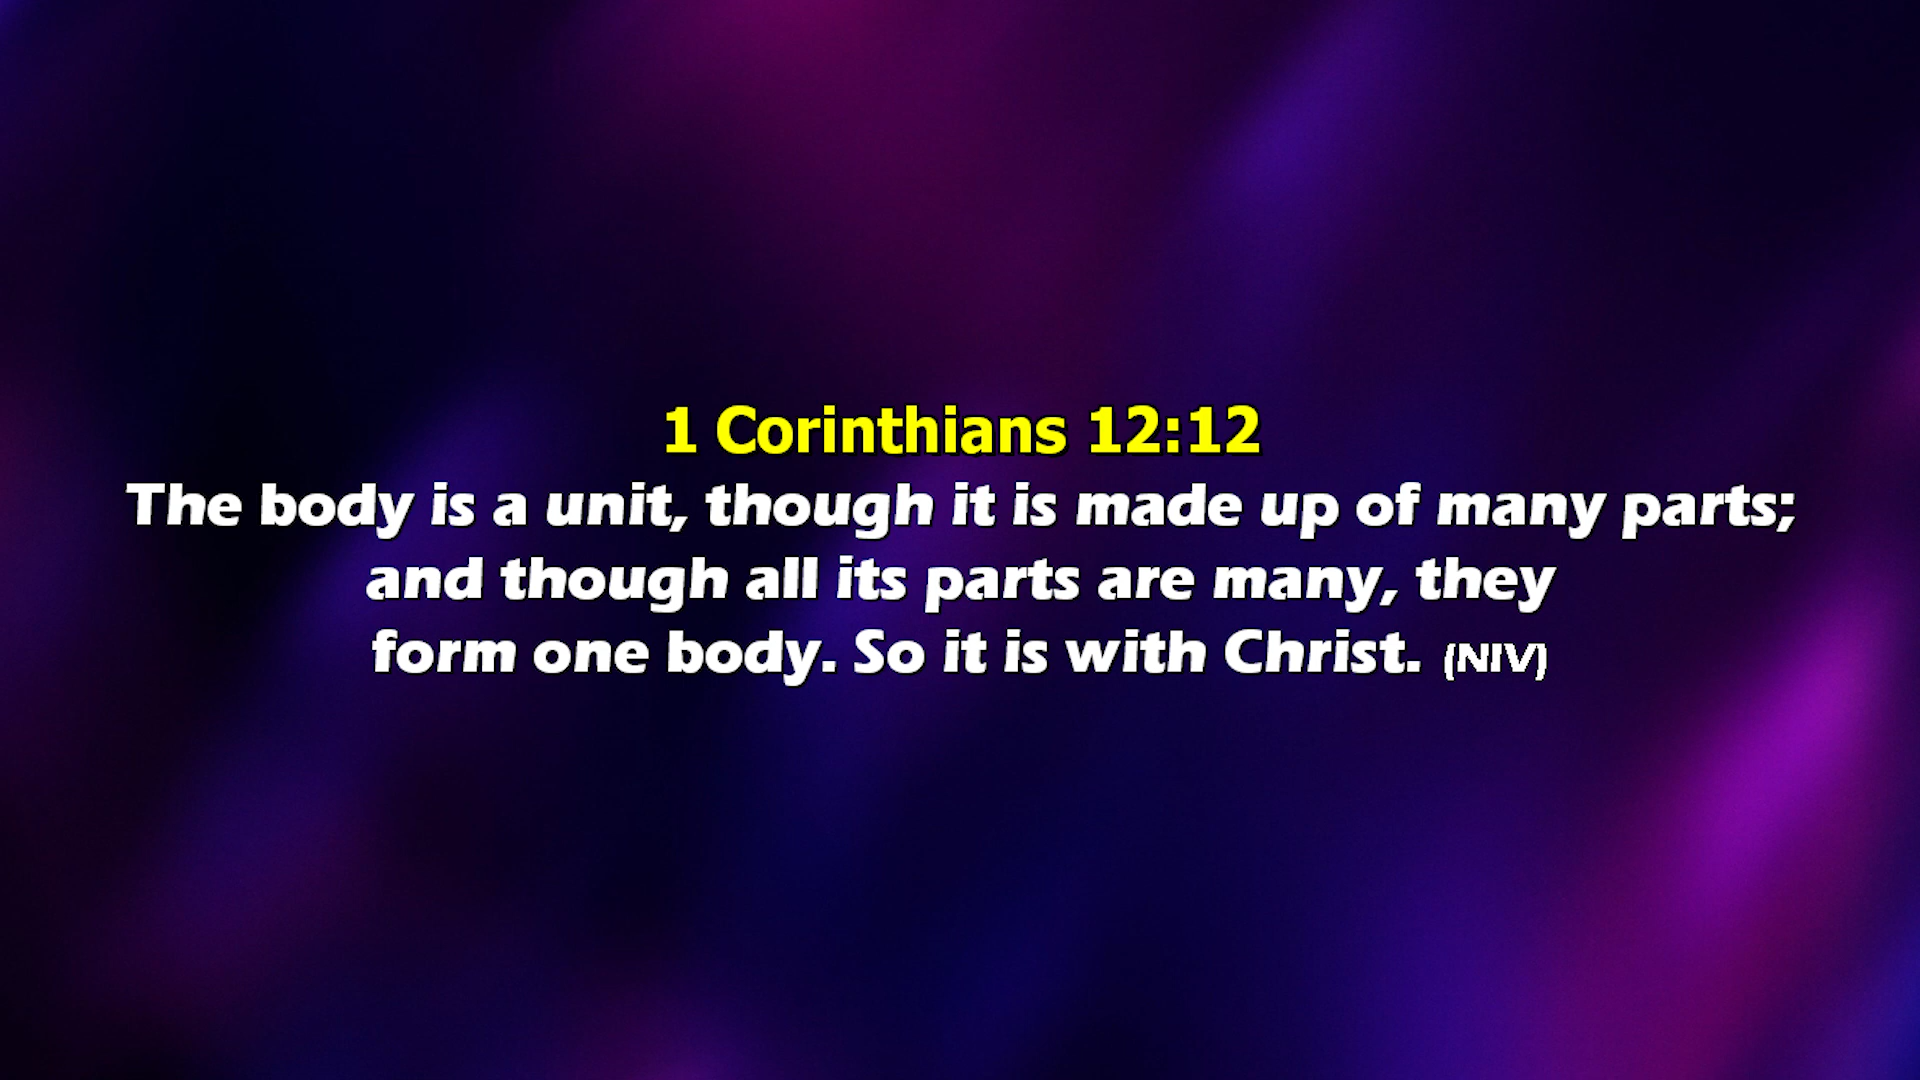 1 Corinthians 12:12
The body is a unit, though it is made up of many parts;
and though all its parts are many, they
form one body. So it is with Christ. (NIV)